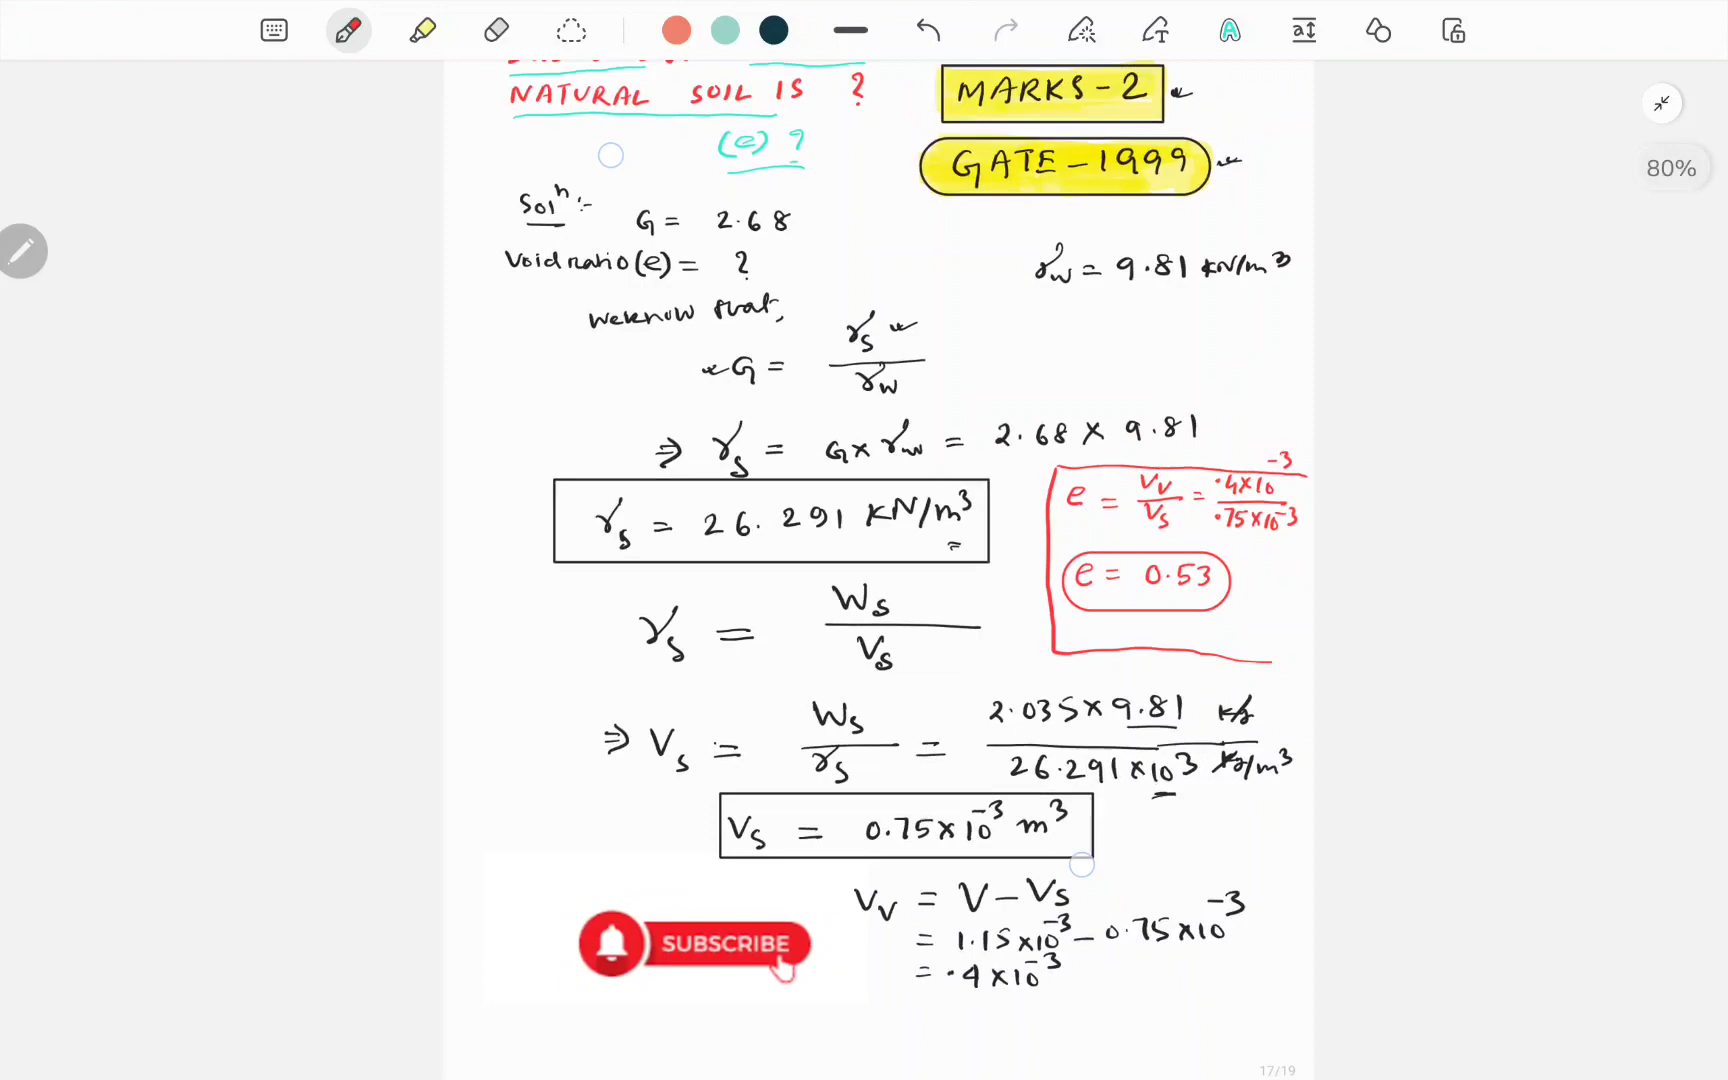 NATURAL SOIL IS ?
(e) ?
MARKS-2
GATE-1999
Solⁿ:-
G = 2.68
Void ratio (e) = ?
γw = 9.81 kN/m³
we know that,
G = γs / γw
⇒ γs = G × γw = 2.68 × 9.81
γs = 26.291 kN/m³
e = Vv / Vs = .4×10⁻³ / .75×10⁻³
e = 0.53
γs = Ws / Vs
⇒ Vs = Ws / γs = 2.035×9.81 / 26.291×10³ /m³
Vs = 0.75×10⁻³ m³
Vv = V - Vs
= 1.15×10⁻³ - 0.75×10⁻³
= .4×10⁻³
SUBSCRIBE
80%
17/19